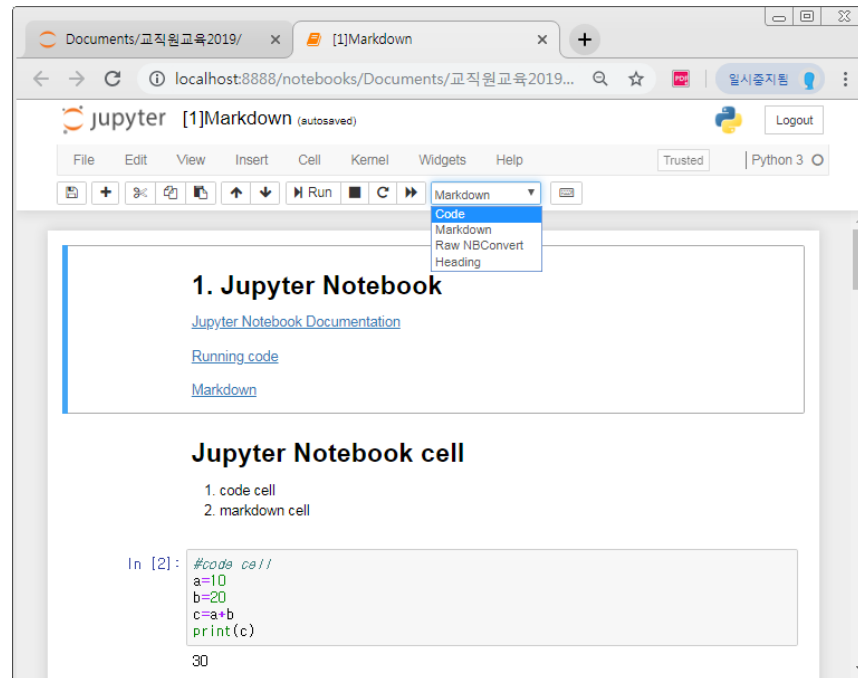 Documents/교직원교육2019/
[1]Markdown
localhost:8888/notebooks/Documents/교직원교육2019...
PDF
일시중지됨
jupyter [1]Markdown (autosaved)
Logout
File Edit View Insert Cell Kernel Widgets Help
Trusted
Python 3
Run
Markdown
Code
Markdown
Raw NBConvert
Heading
1. Jupyter Notebook
Jupyter Notebook Documentation
Running code
Markdown
Jupyter Notebook cell
1. code cell
2. markdown cell
In [2]: #code cell
a=10
b=20
c=a+b
print(c)
30